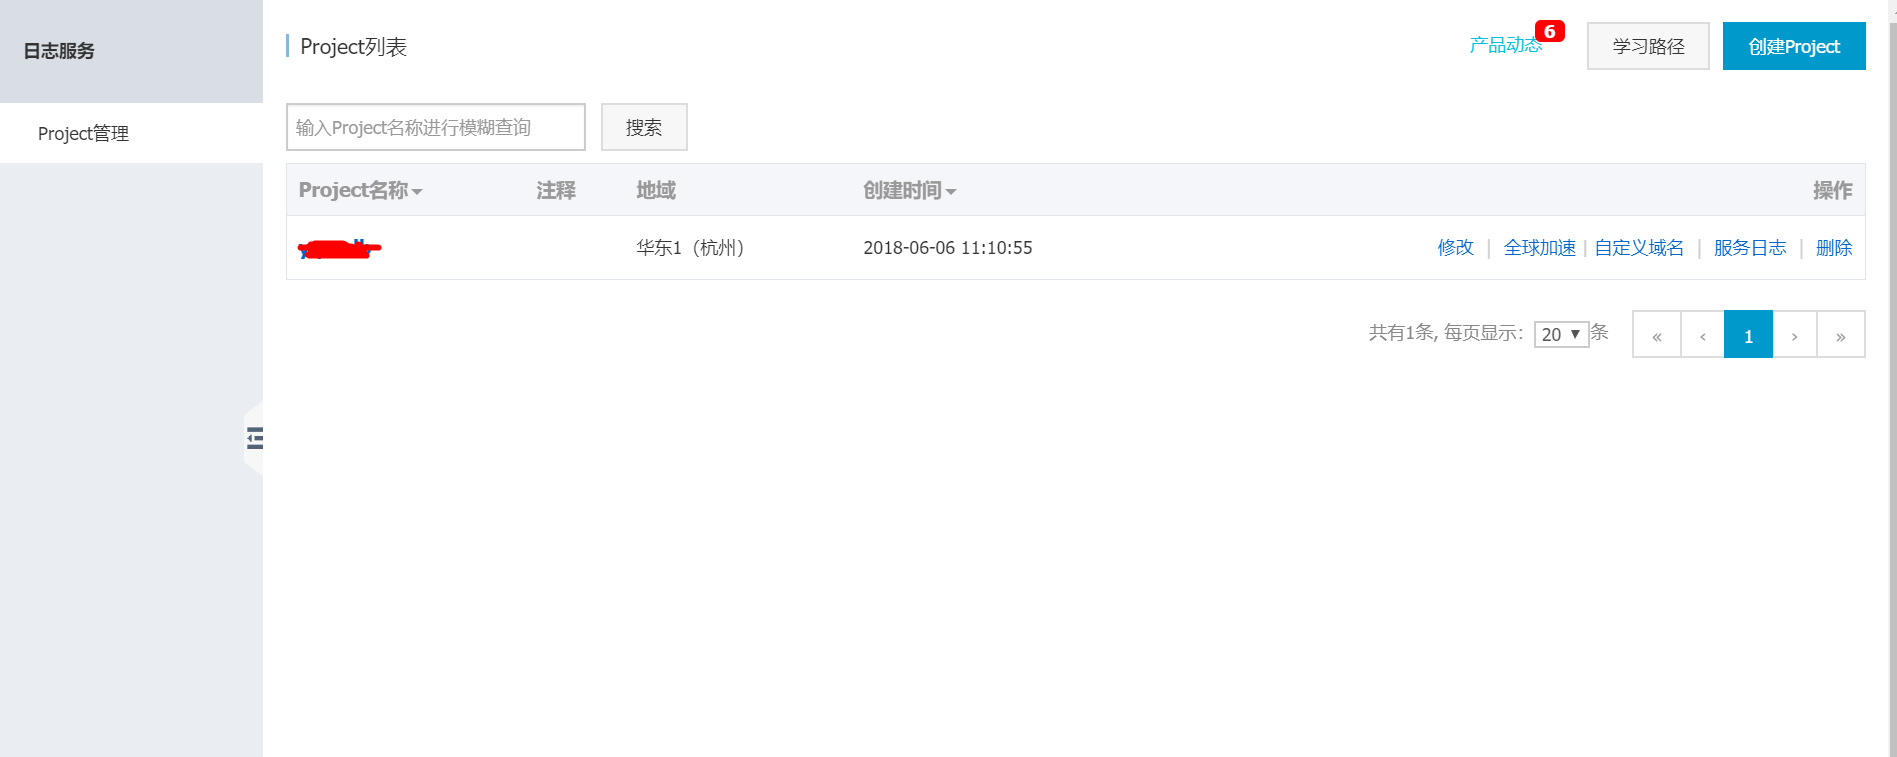 日志服务
Project管理
Project列表
产品动态 6
学习路径
创建Project
输入Project名称进行模糊查询
搜索
Project名称 注释 地域 创建时间 操作
华东1（杭州） 2018-06-06 11:10:55 修改 | 全球加速 | 自定义域名 | 服务日志 | 删除
共有1条, 每页显示: 20 ▼ 条 « ‹ 1 › »